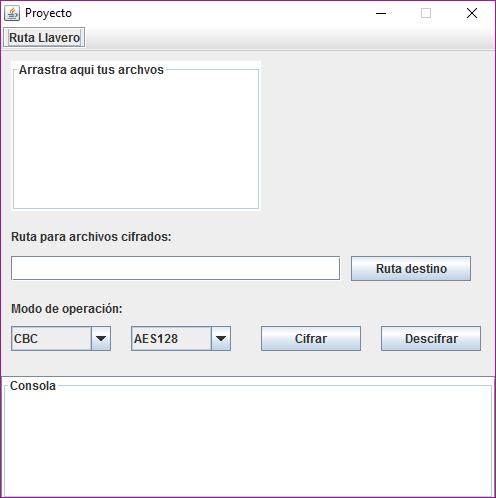 Proyecto
Ruta Llavero
Arrastra aqui tus archvos
Ruta para archivos cifrados:
Ruta destino
Modo de operación:
CBC AES128 Cifrar Descifrar
Consola